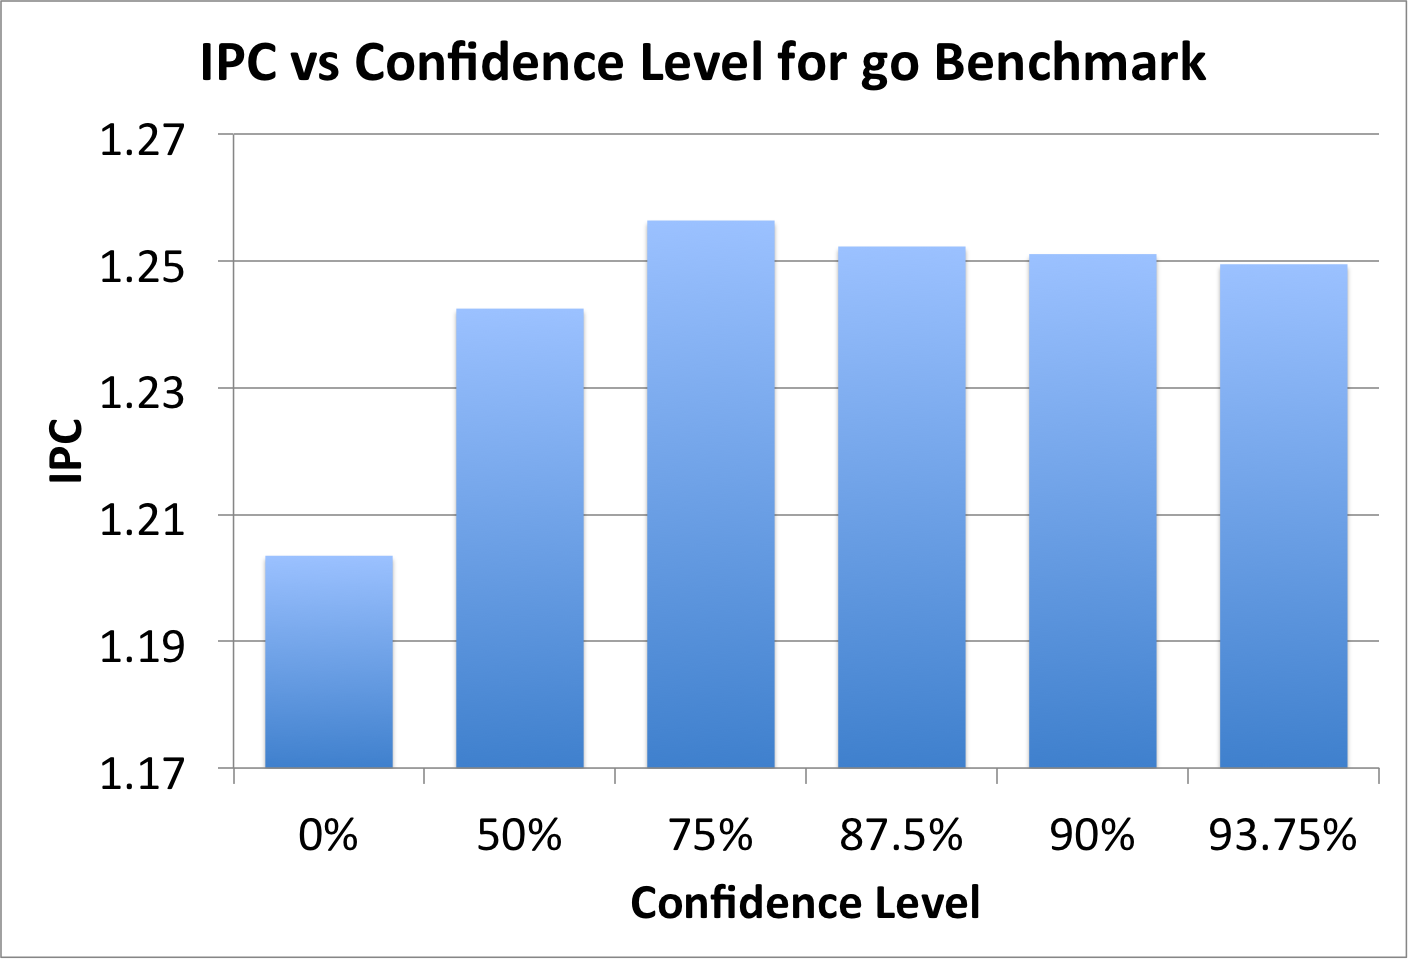 IPC vs Confidence Level for go Benchmark
1.27
1.25
1.23
1.21
1.19
1.17
IPC
0% 50% 75% 87.5% 90% 93.75%
Confidence Level